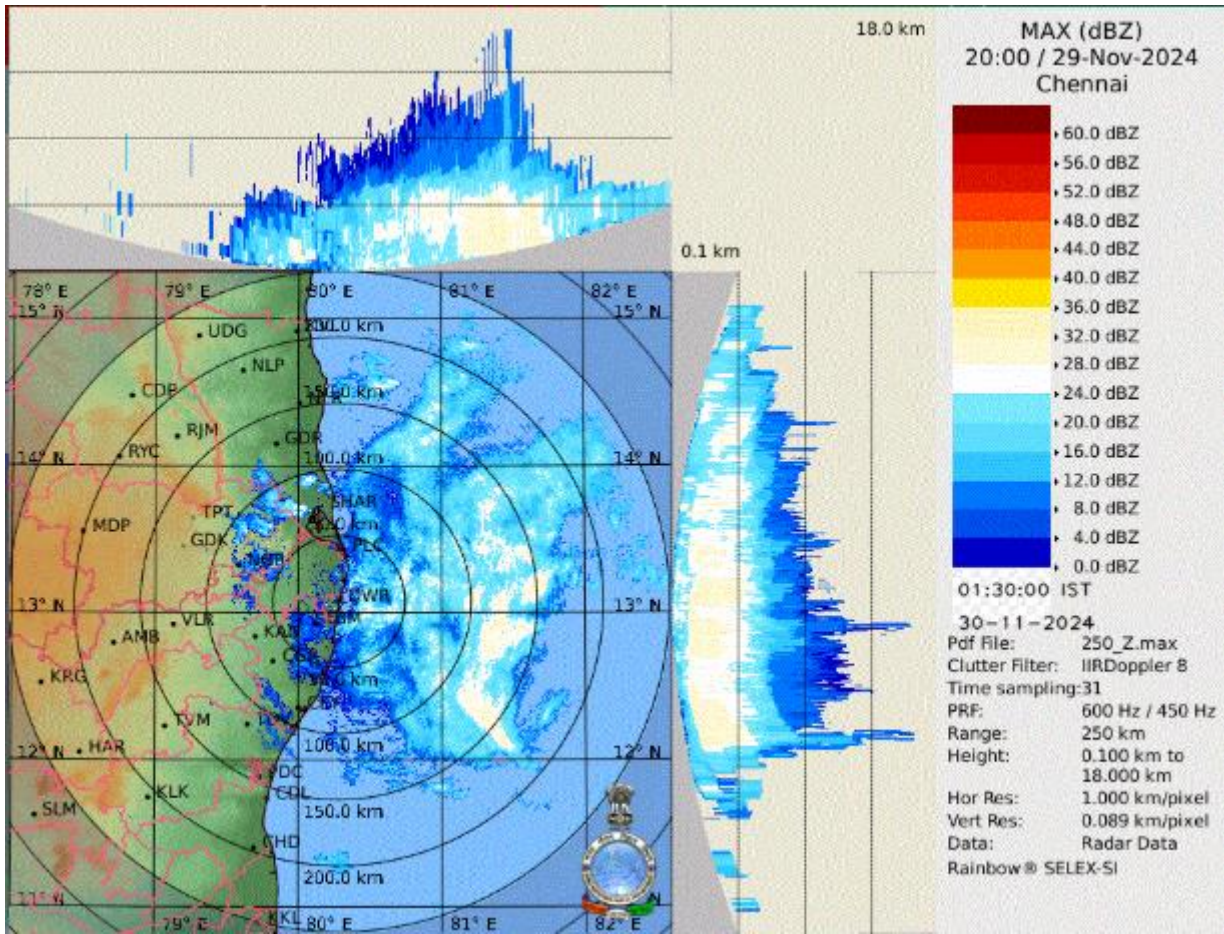 18.0 km
0.1 km
MAX (dBZ)
20:00 / 29-Nov-2024
Chennai
60.0 dBZ
56.0 dBZ
52.0 dBZ
48.0 dBZ
44.0 dBZ
40.0 dBZ
36.0 dBZ
32.0 dBZ
28.0 dBZ
24.0 dBZ
20.0 dBZ
16.0 dBZ
12.0 dBZ
8.0 dBZ
4.0 dBZ
0.0 dBZ
01:30:00 IST
30-11-2024
Pdf File: 250_Z.max
Clutter Filter: IIRDoppler 8
Time sampling:31
PRF: 600 Hz / 450 Hz
Range: 250 km
Height: 0.100 km to
18.000 km
Hor Res: 1.000 km/pixel
Vert Res: 0.089 km/pixel
Data: Radar Data
Rainbow® SELEX-SI
78° E 79° E 80° E 81° E 82° E
15° N 15° N
UDG
NLP
CDP
150.0 km
RJM
GDR
RYC
100.0 km
14° N 14° N
SHAR
TPT
MDP
GDK
13° N 13° N
VLR
AMB
KRG
TVM
100.0 km
HAR
12° N 12° N
PDC
KLK
CDL
150.0 km
SLM
CHD
200.0 km
11° N 11° N
KKL
79° E 80° E 81° E 82° E